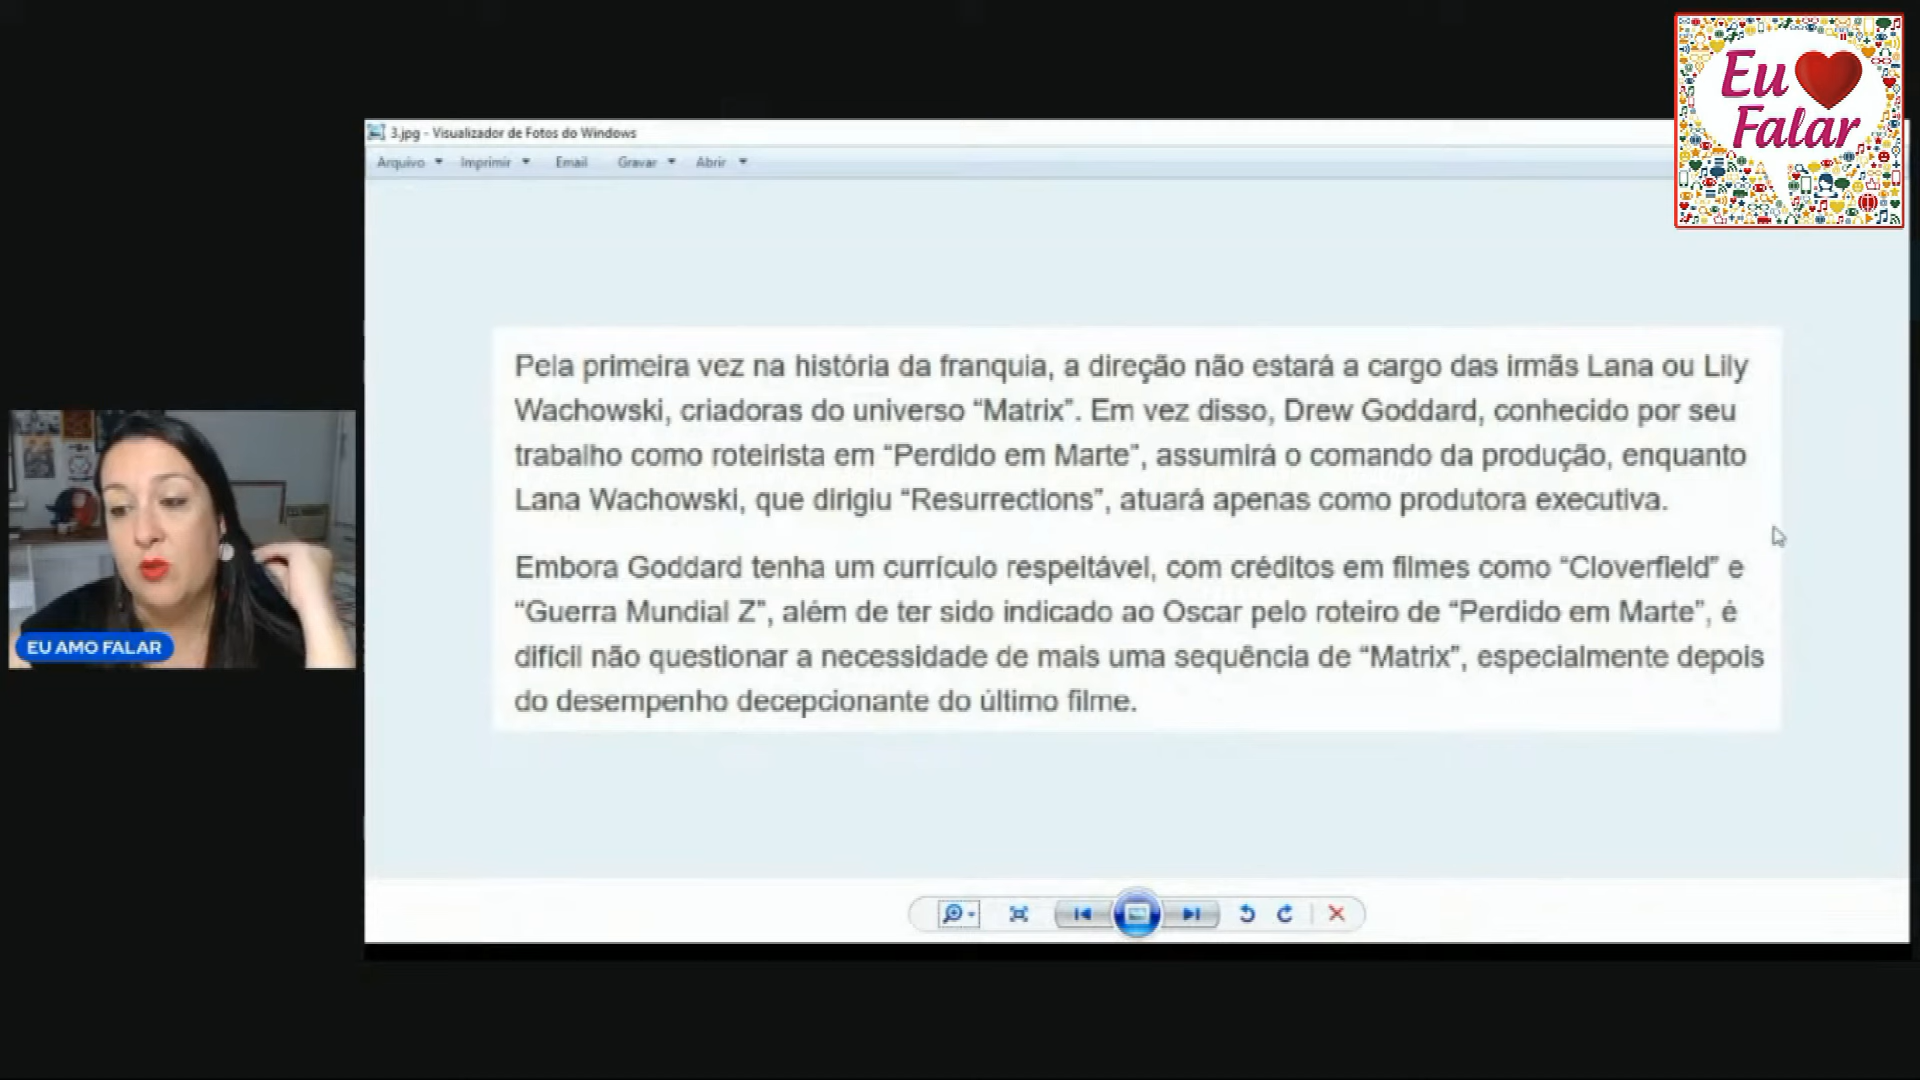 Eu
Falar
3.jpg - Visualizador de Fotos do Windows
Arquivo Imprimir Email Gravar Abrir
Pela primeira vez na história da franquia, a direção não estará a cargo das irmãs Lana ou Lily
Wachowski, criadoras do universo “Matrix”. Em vez disso, Drew Goddard, conhecido por seu
trabalho como roteirista em “Perdido em Marte”, assumirá o comando da produção, enquanto
Lana Wachowski, que dirigiu “Resurrections”, atuará apenas como produtora executiva.
Embora Goddard tenha um currículo respeitável, com créditos em filmes como “Cloverfield” e
“Guerra Mundial Z”, além de ter sido indicado ao Oscar pelo roteiro de “Perdido em Marte”, é
difícil não questionar a necessidade de mais uma sequência de “Matrix”, especialmente depois
do desempenho decepcionante do último filme.
EU AMO FALAR